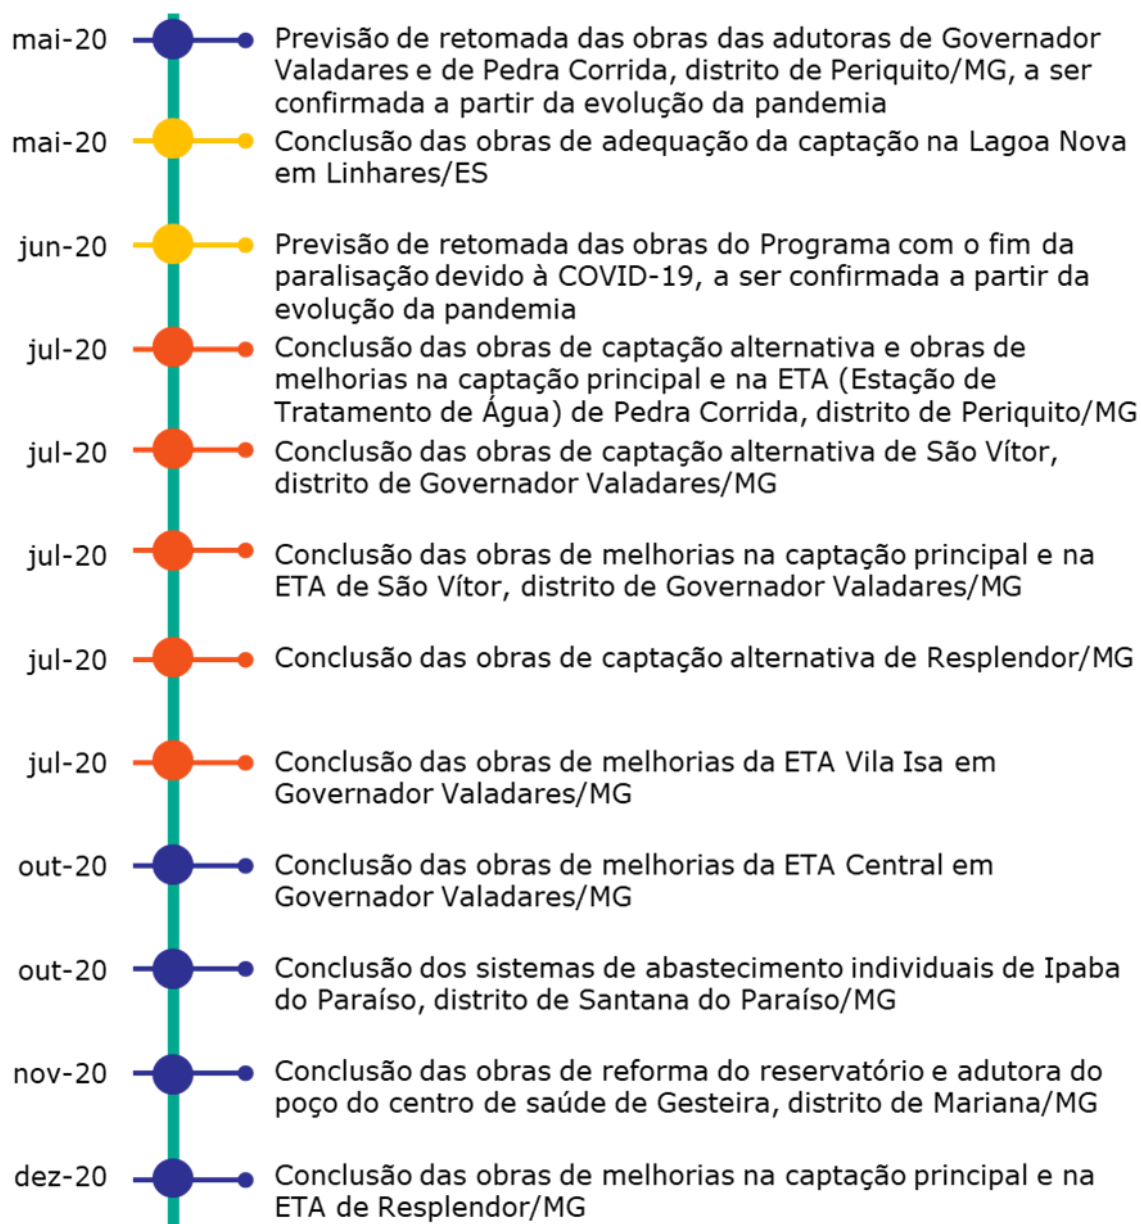 mai-20 Previsão de retomada das obras das adutoras de Governador
Valadares e de Pedra Corrida, distrito de Periquito/MG, a ser
confirmada a partir da evolução da pandemia
mai-20 Conclusão das obras de adequação da captação na Lagoa Nova
em Linhares/ES
jun-20 Previsão de retomada das obras do Programa com o fim da
paralisação devido à COVID-19, a ser confirmada a partir da
evolução da pandemia
jul-20 Conclusão das obras de captação alternativa e obras de
melhorias na captação principal e na ETA (Estação de
Tratamento de Água) de Pedra Corrida, distrito de Periquito/MG
jul-20 Conclusão das obras de captação alternativa de São Vítor,
distrito de Governador Valadares/MG
jul-20 Conclusão das obras de melhorias na captação principal e na
ETA de São Vítor, distrito de Governador Valadares/MG
jul-20 Conclusão das obras de captação alternativa de Resplendor/MG
jul-20 Conclusão das obras de melhorias da ETA Vila Isa em
Governador Valadares/MG
out-20 Conclusão das obras de melhorias da ETA Central em
Governador Valadares/MG
out-20 Conclusão dos sistemas de abastecimento individuais de Ipaba
do Paraíso, distrito de Santana do Paraíso/MG
nov-20 Conclusão das obras de reforma do reservatório e adutora do
poço do centro de saúde de Gesteira, distrito de Mariana/MG
dez-20 Conclusão das obras de melhorias na captação principal e na
ETA de Resplendor/MG